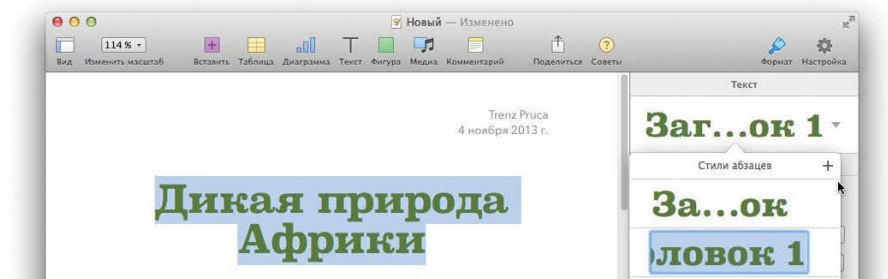 Новый — Изменено
114 %
Вид Изменить масштаб Вставить Таблица Диаграмма Текст Фигура Медиа Комментарий Поделиться Советы Формат Настройка
Текст
Trenz Pruca
4 ноября 2013 г.
Заг...ок 1
Стили абзацев +
Дикая природа
Африки
За...ок
ловок 1